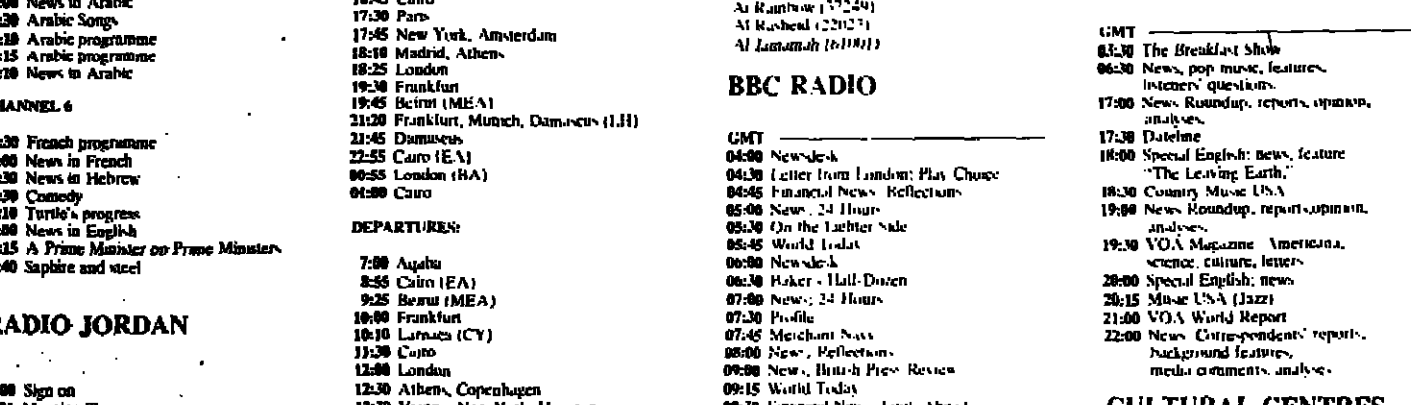 News in Arabic
Arabic Songs
Arabic programme
Arabic programme
News in Arabic
HANNEL 6
French programme
News in French
News in Hebrew
Comedy
Turtle's progress
News in English
A Prime Minister on Prime Ministers
Saphire and steel
RADIO JORDAN
Sign on
Cairo
17:30 Paris
17:45 New York, Amsterdam
18:10 Madrid, Athens
18:25 London
19:30 Frankfurt
19:45 Beirut (MEA)
21:20 Frankfurt, Munich, Damascus (LH)
21:45 Damascus
22:55 Cairo (EA)
00:55 London (BA)
01:00 Cairo
DEPARTURES:
7:00 Aqaba
8:55 Cairo (EA)
9:25 Beirut (MEA)
10:00 Frankfurt
10:10 Larnaca (CY)
11:30 Cairo
12:00 London
12:30 Athens, Copenhagen
Al Rainbow (37249)
Al Rasheid (22023)
Al
BBC RADIO
GMT
04:00 Newsdesk
04:30 Letter from London; Play Choice
04:45 Financial News Reflections
05:00 News, 24 Hours
05:30 On the Lighter Side
05:45 World Today
06:00 Newsdesk
06:30 Baker's Half-Dozen
07:00 News; 24 Hours
07:30 Profile
07:45 Merchant Navy
08:00 News, Reflections
09:00 News, British Press Review
09:15 World Today
GMT
03:30 The Breakfast Show
06:30 News, pop music, features,
listeners' questions.
17:00 News Roundup, reports, opinion,
analyses.
17:30 Dateline
18:00 Special English: news, feature
"The Leaving Earth."
18:30 Country Music USA
19:00 News Roundup, reports, opinion,
analyses.
19:30 VOA Magazine Americana,
science, culture, letters
20:00 Special English; news
20:15 Music USA (Jazz)
21:00 VOA World Report
22:00 News, Correspondents' reports,
background features,
media comments, analyses
CULTURAL CENTRES